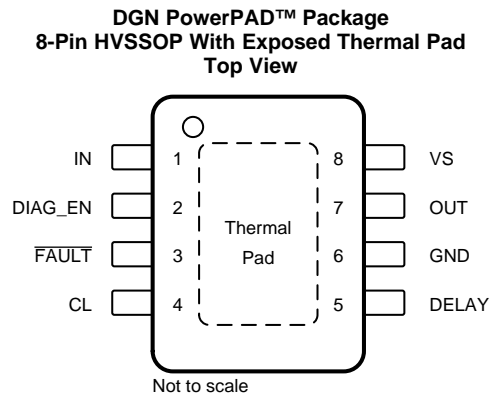 DGN PowerPAD™ Package
8-Pin HVSSOP With Exposed Thermal Pad
Top View
IN 1 8 VS
DIAG_EN 2 7 OUT
Thermal
FAULT 3 Pad 6 GND
CL 4 5 DELAY
Not to scale